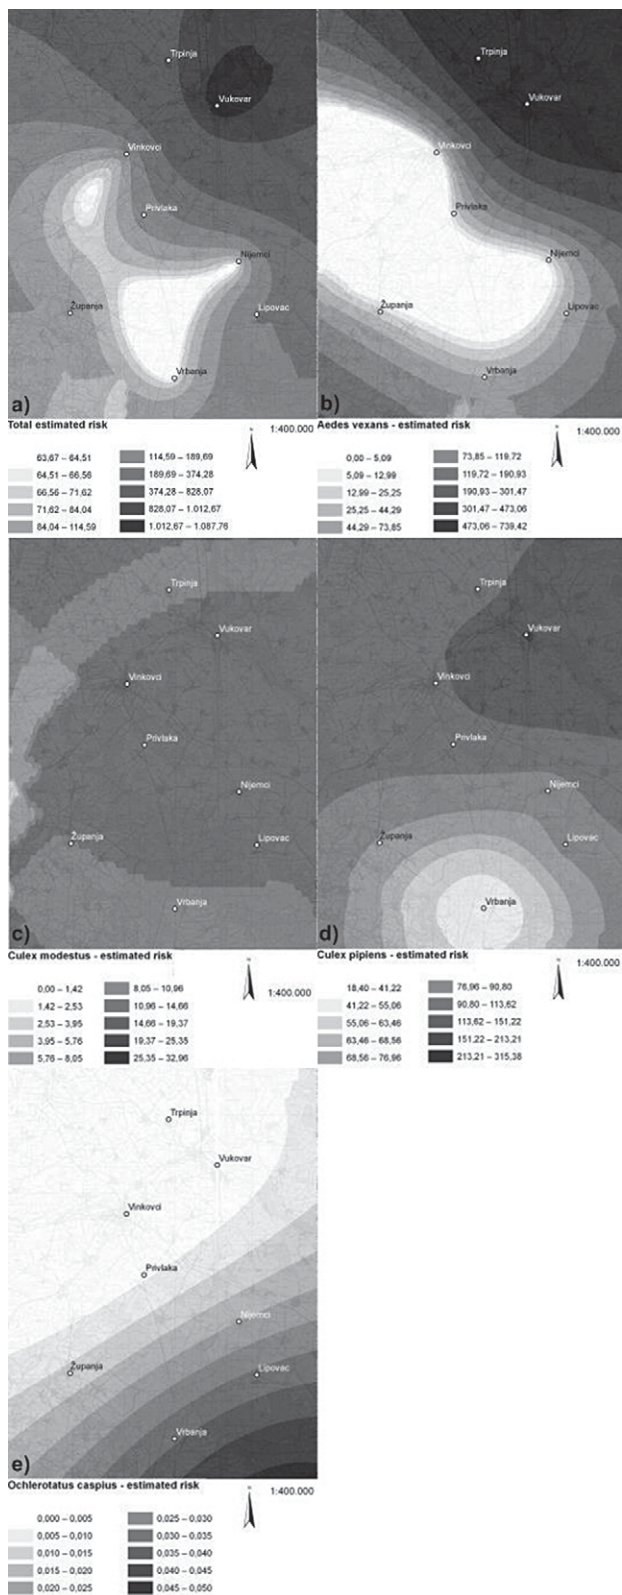 Trpinja
Vukovar
Vinkovci
Privlaka
Nijemci
Županja
Lipovac
Vrbanja
a)
Total estimated risk
N
1:400.000
63,67 – 64,51
64,51 – 66,56
66,56 – 71,62
71,62 – 84,04
84,04 – 114,59
114,59 – 189,69
189,69 – 374,28
374,28 – 828,07
828,07 – 1.012,67
1.012,67 – 1.087,76
Trpinja
Vukovar
Vinkovci
Privlaka
Nijemci
Županja
Lipovac
Vrbanja
b)
Aedes vexans - estimated risk
N
1:400.000
0,00 – 5,09
5,09 – 12,99
12,99 – 25,25
25,25 – 44,29
44,29 – 73,85
73,85 – 119,72
119,72 – 190,93
190,93 – 301,47
301,47 – 473,06
473,06 – 739,42
Trpinja
Vukovar
Vinkovci
Privlaka
Nijemci
Županja
Lipovac
Vrbanja
c)
Culex modestus - estimated risk
N
1:400.000
0,00 – 1,42
1,42 – 2,53
2,53 – 3,95
3,95 – 5,76
5,76 – 8,05
8,05 – 10,96
10,96 – 14,66
14,66 – 19,37
19,37 – 25,35
25,35 – 32,96
Trpinja
Vukovar
Vinkovci
Privlaka
Nijemci
Županja
Lipovac
Vrbanja
d)
Culex pipiens - estimated risk
N
1:400.000
18,40 – 41,22
41,22 – 55,06
55,06 – 63,46
63,46 – 68,56
68,56 – 76,96
76,96 – 90,80
90,80 – 113,62
113,62 – 151,22
151,22 – 213,21
213,21 – 315,38
Trpinja
Vukovar
Vinkovci
Privlaka
Nijemci
Županja
Lipovac
Vrbanja
e)
Ochlerotatus caspius - estimated risk
N
1:400.000
0,000 – 0,005
0,005 – 0,010
0,010 – 0,015
0,015 – 0,020
0,020 – 0,025
0,025 – 0,030
0,030 – 0,035
0,035 – 0,040
0,040 – 0,045
0,045 – 0,050